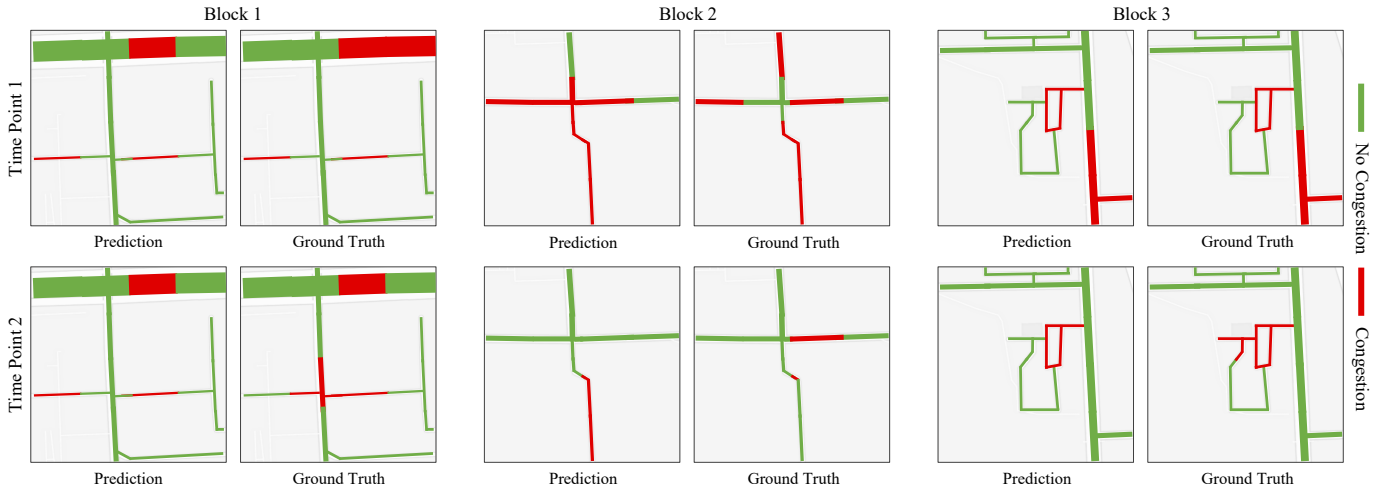 Block 1
Block 2
Block 3
Time Point 1
Prediction
Ground Truth
Prediction
Ground Truth
Prediction
Ground Truth
No Congestion
Time Point 2
Prediction
Ground Truth
Prediction
Ground Truth
Prediction
Ground Truth
Congestion